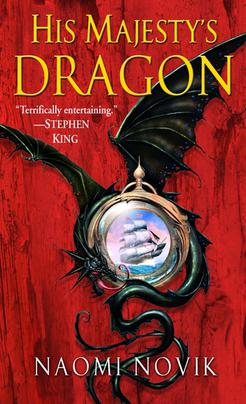 HIS MAJESTY'S
DRAGON
“Terrifically entertaining.”
—STEPHEN
KING
NAOMI NOVIK